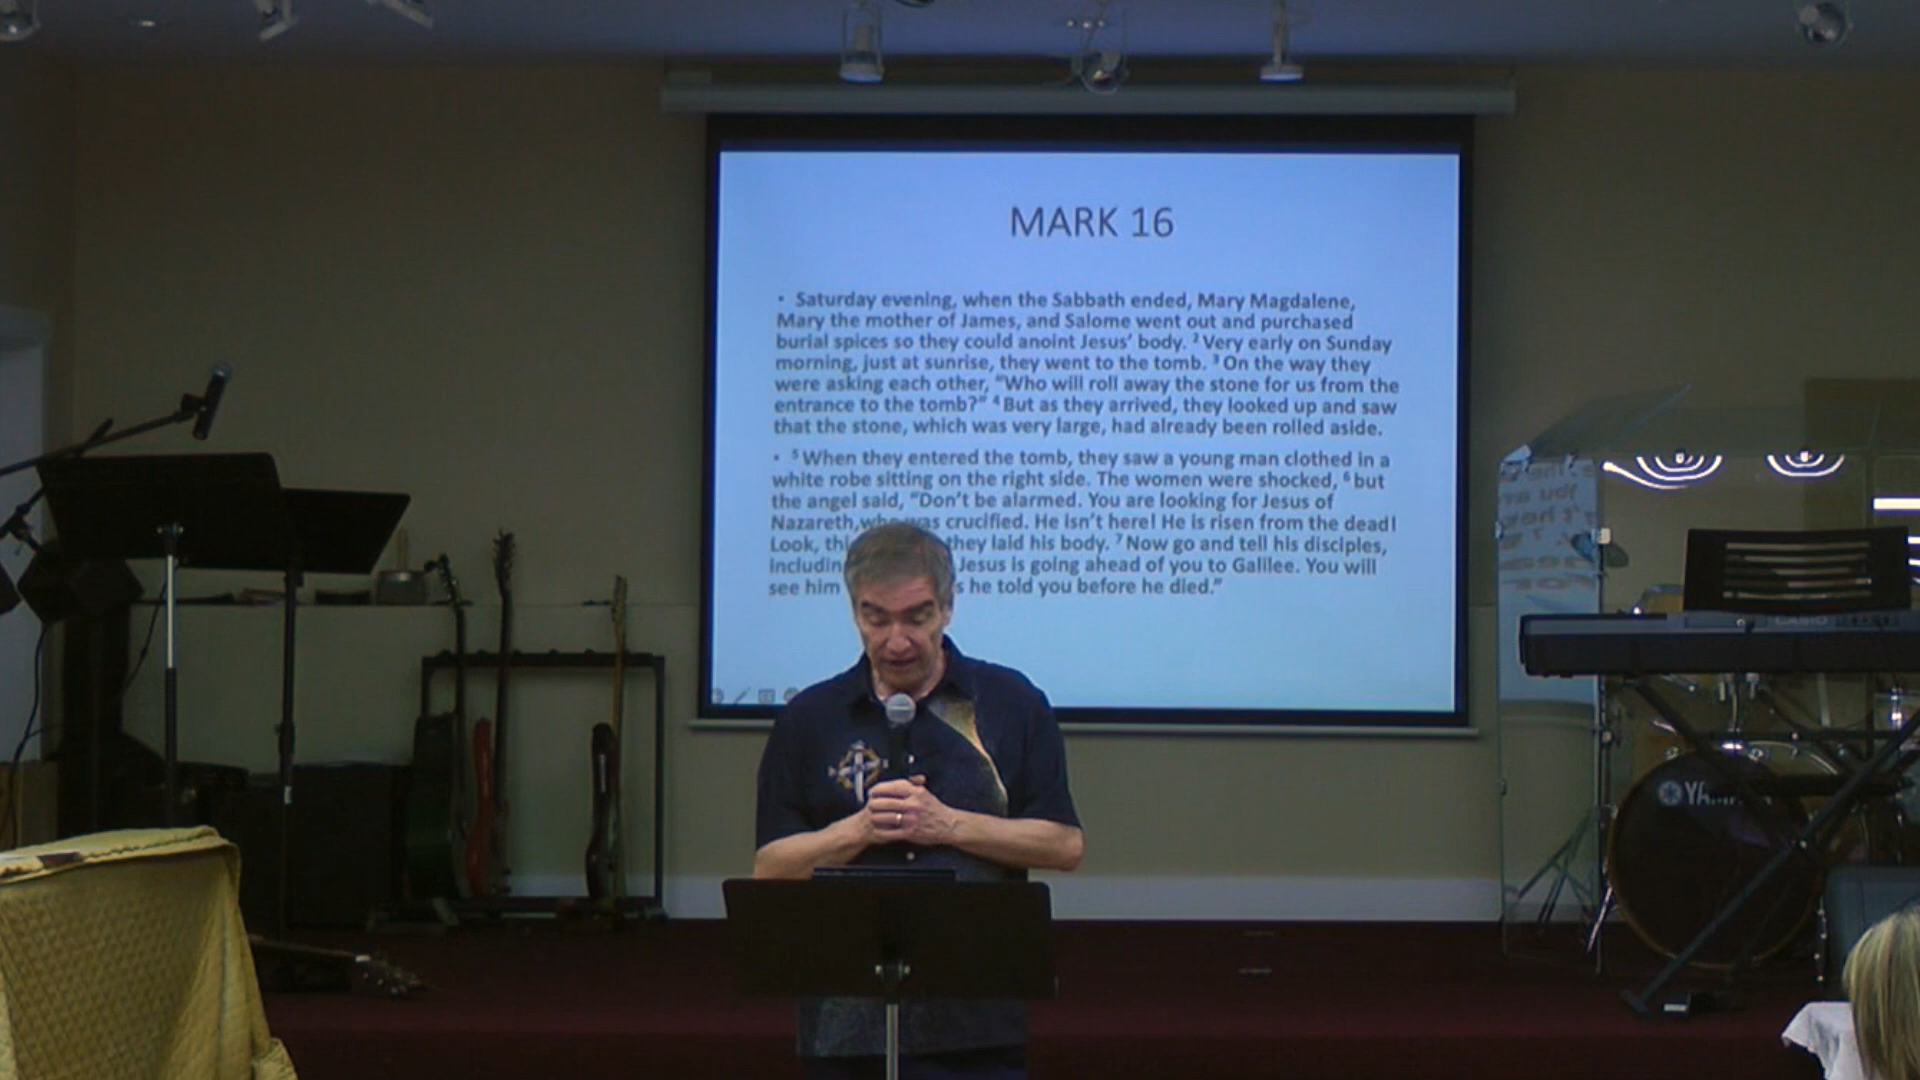 MARK 16
• Saturday evening, when the Sabbath ended, Mary Magdalene,
Mary the mother of James, and Salome went out and purchased
burial spices so they could anoint Jesus' body. ² Very early on Sunday
morning, just at sunrise, they went to the tomb. ³ On the way they
were asking each other, "Who will roll away the stone for us from the
entrance to the tomb?" ⁴ But as they arrived, they looked up and saw
that the stone, which was very large, had already been rolled aside.
• ⁵ When they entered the tomb, they saw a young man clothed in a
white robe sitting on the right side. The women were shocked, ⁶ but
the angel said, "Don't be alarmed. You are looking for Jesus of
Nazareth, who was crucified. He isn't here! He is risen from the dead!
Look, thi they laid his body. ⁷ Now go and tell his disciples,
includin Jesus is going ahead of you to Galilee. You will
see him s he told you before he died."
CASIO
YAM